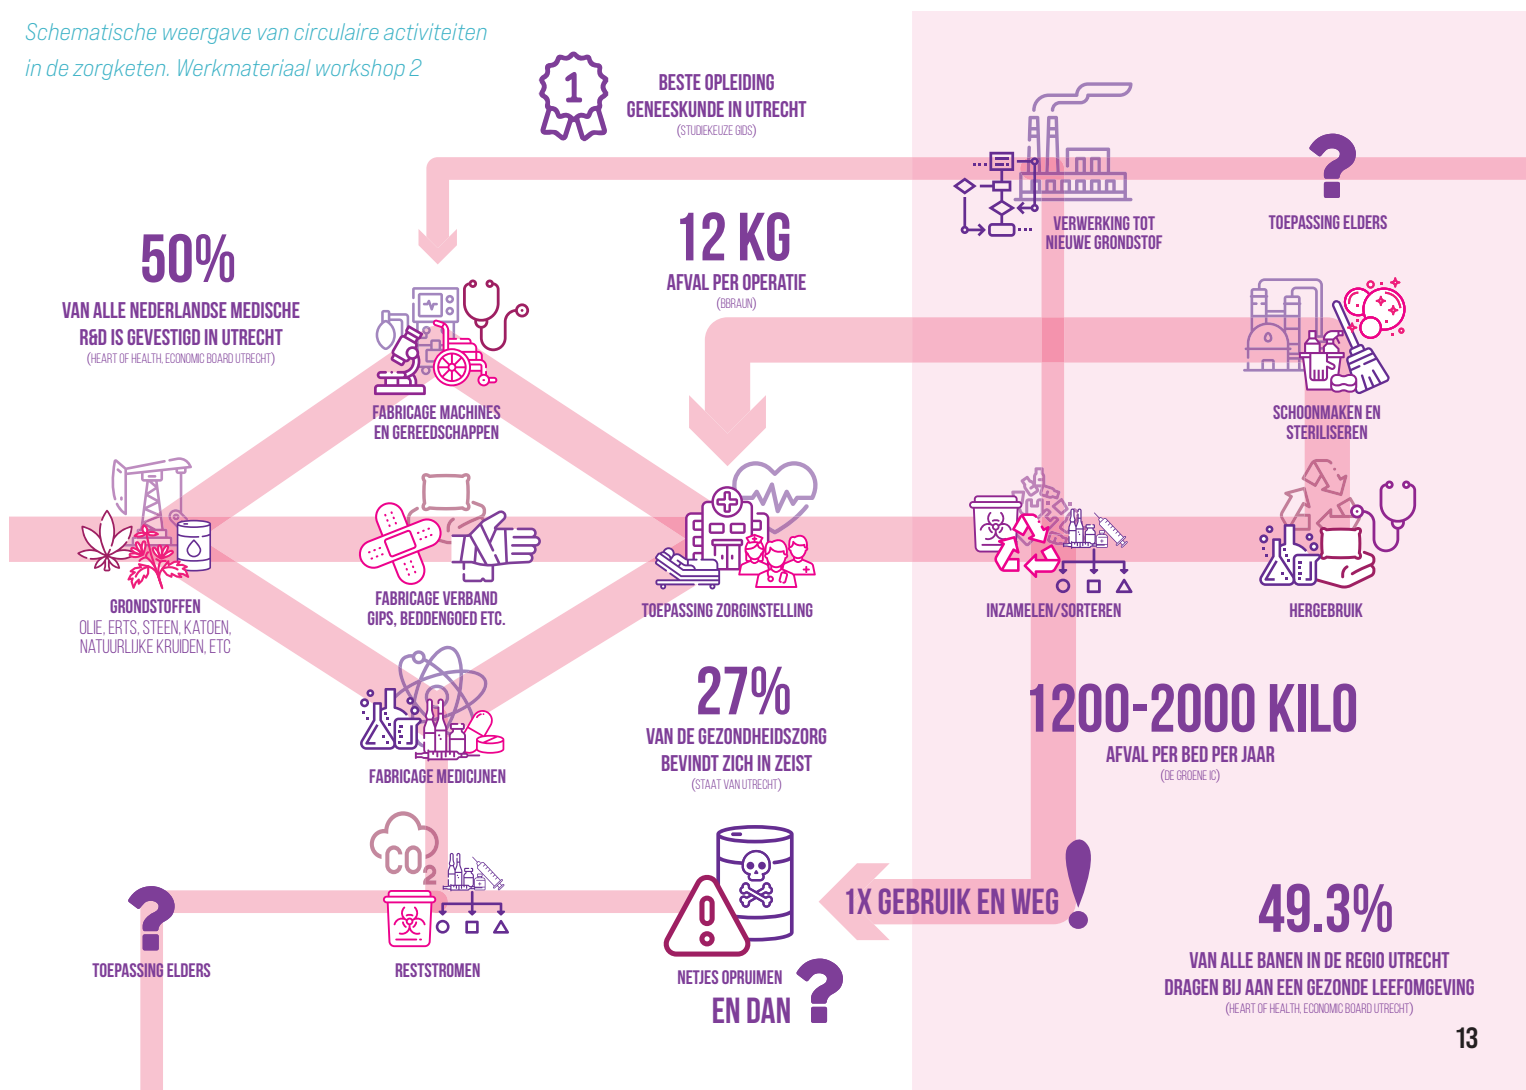 Schematische weergave van circulaire activiteiten
in de zorgketen. Werkmateriaal workshop 2
1
BESTE OPLEIDING
GENEESKUNDE IN UTRECHT
(STUDIEKEUZE GIDS)
VERWERKING TOT
NIEUWE GRONDSTOF
?
TOEPASSING ELDERS
50%
VAN ALLE NEDERLANDSE MEDISCHE
R&D IS GEVESTIGD IN UTRECHT
(HEART OF HEALTH, ECONOMIC BOARD UTRECHT)
12 KG
AFVAL PER OPERATIE
(BBRAUN)
FABRICAGE MACHINES
EN GEREEDSCHAPPEN
SCHOONMAKEN EN
STERILISEREN
GRONDSTOFFEN
OLIE, ERTS, STEEN, KATOEN,
NATUURLIJKE KRUIDEN, ETC
FABRICAGE VERBAND
GIPS, BEDDENGOED ETC.
TOEPASSING ZORGINSTELLING
INZAMELEN/SORTEREN
HERGEBRUIK
FABRICAGE MEDICIJNEN
27%
VAN DE GEZONDHEIDSZORG
BEVINDT ZICH IN ZEIST
(STAAT VAN UTRECHT)
1200-2000 KILO
AFVAL PER BED PER JAAR
(DE GROENE IC)
CO2
?
TOEPASSING ELDERS
RESTSTROMEN
NETJES OPRUIMEN
EN DAN ?
1X GEBRUIK EN WEG !
49.3%
VAN ALLE BANEN IN DE REGIO UTRECHT
DRAGEN BIJ AAN EEN GEZONDE LEEFOMGEVING
(HEART OF HEALTH, ECONOMIC BOARD UTRECHT)
13